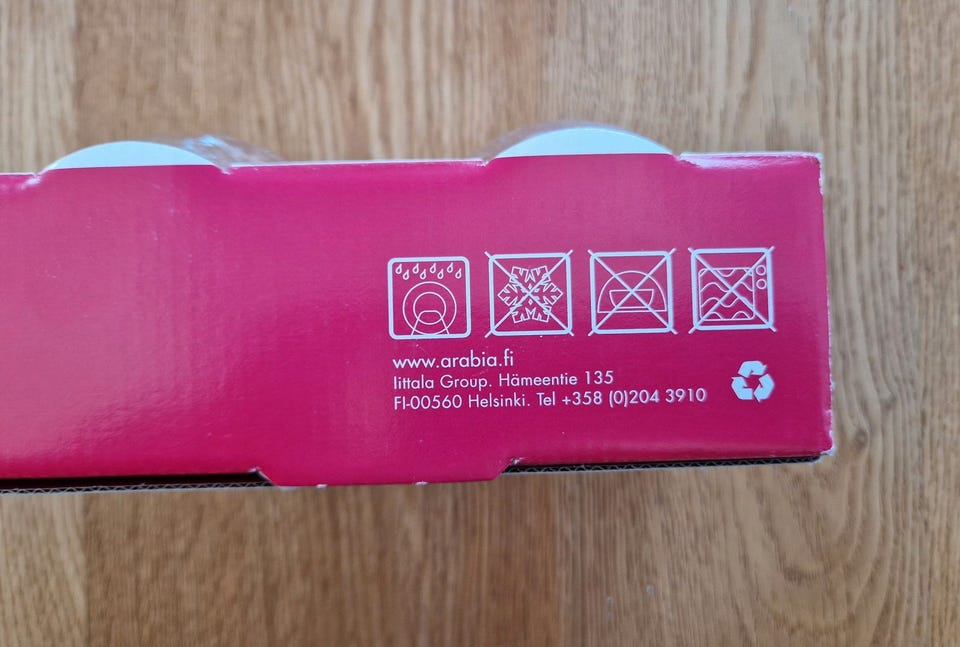 www.arabia.fi
Iittala Group. Hämeentie 135
FI-00560 Helsinki. Tel +358 (0)204 3910